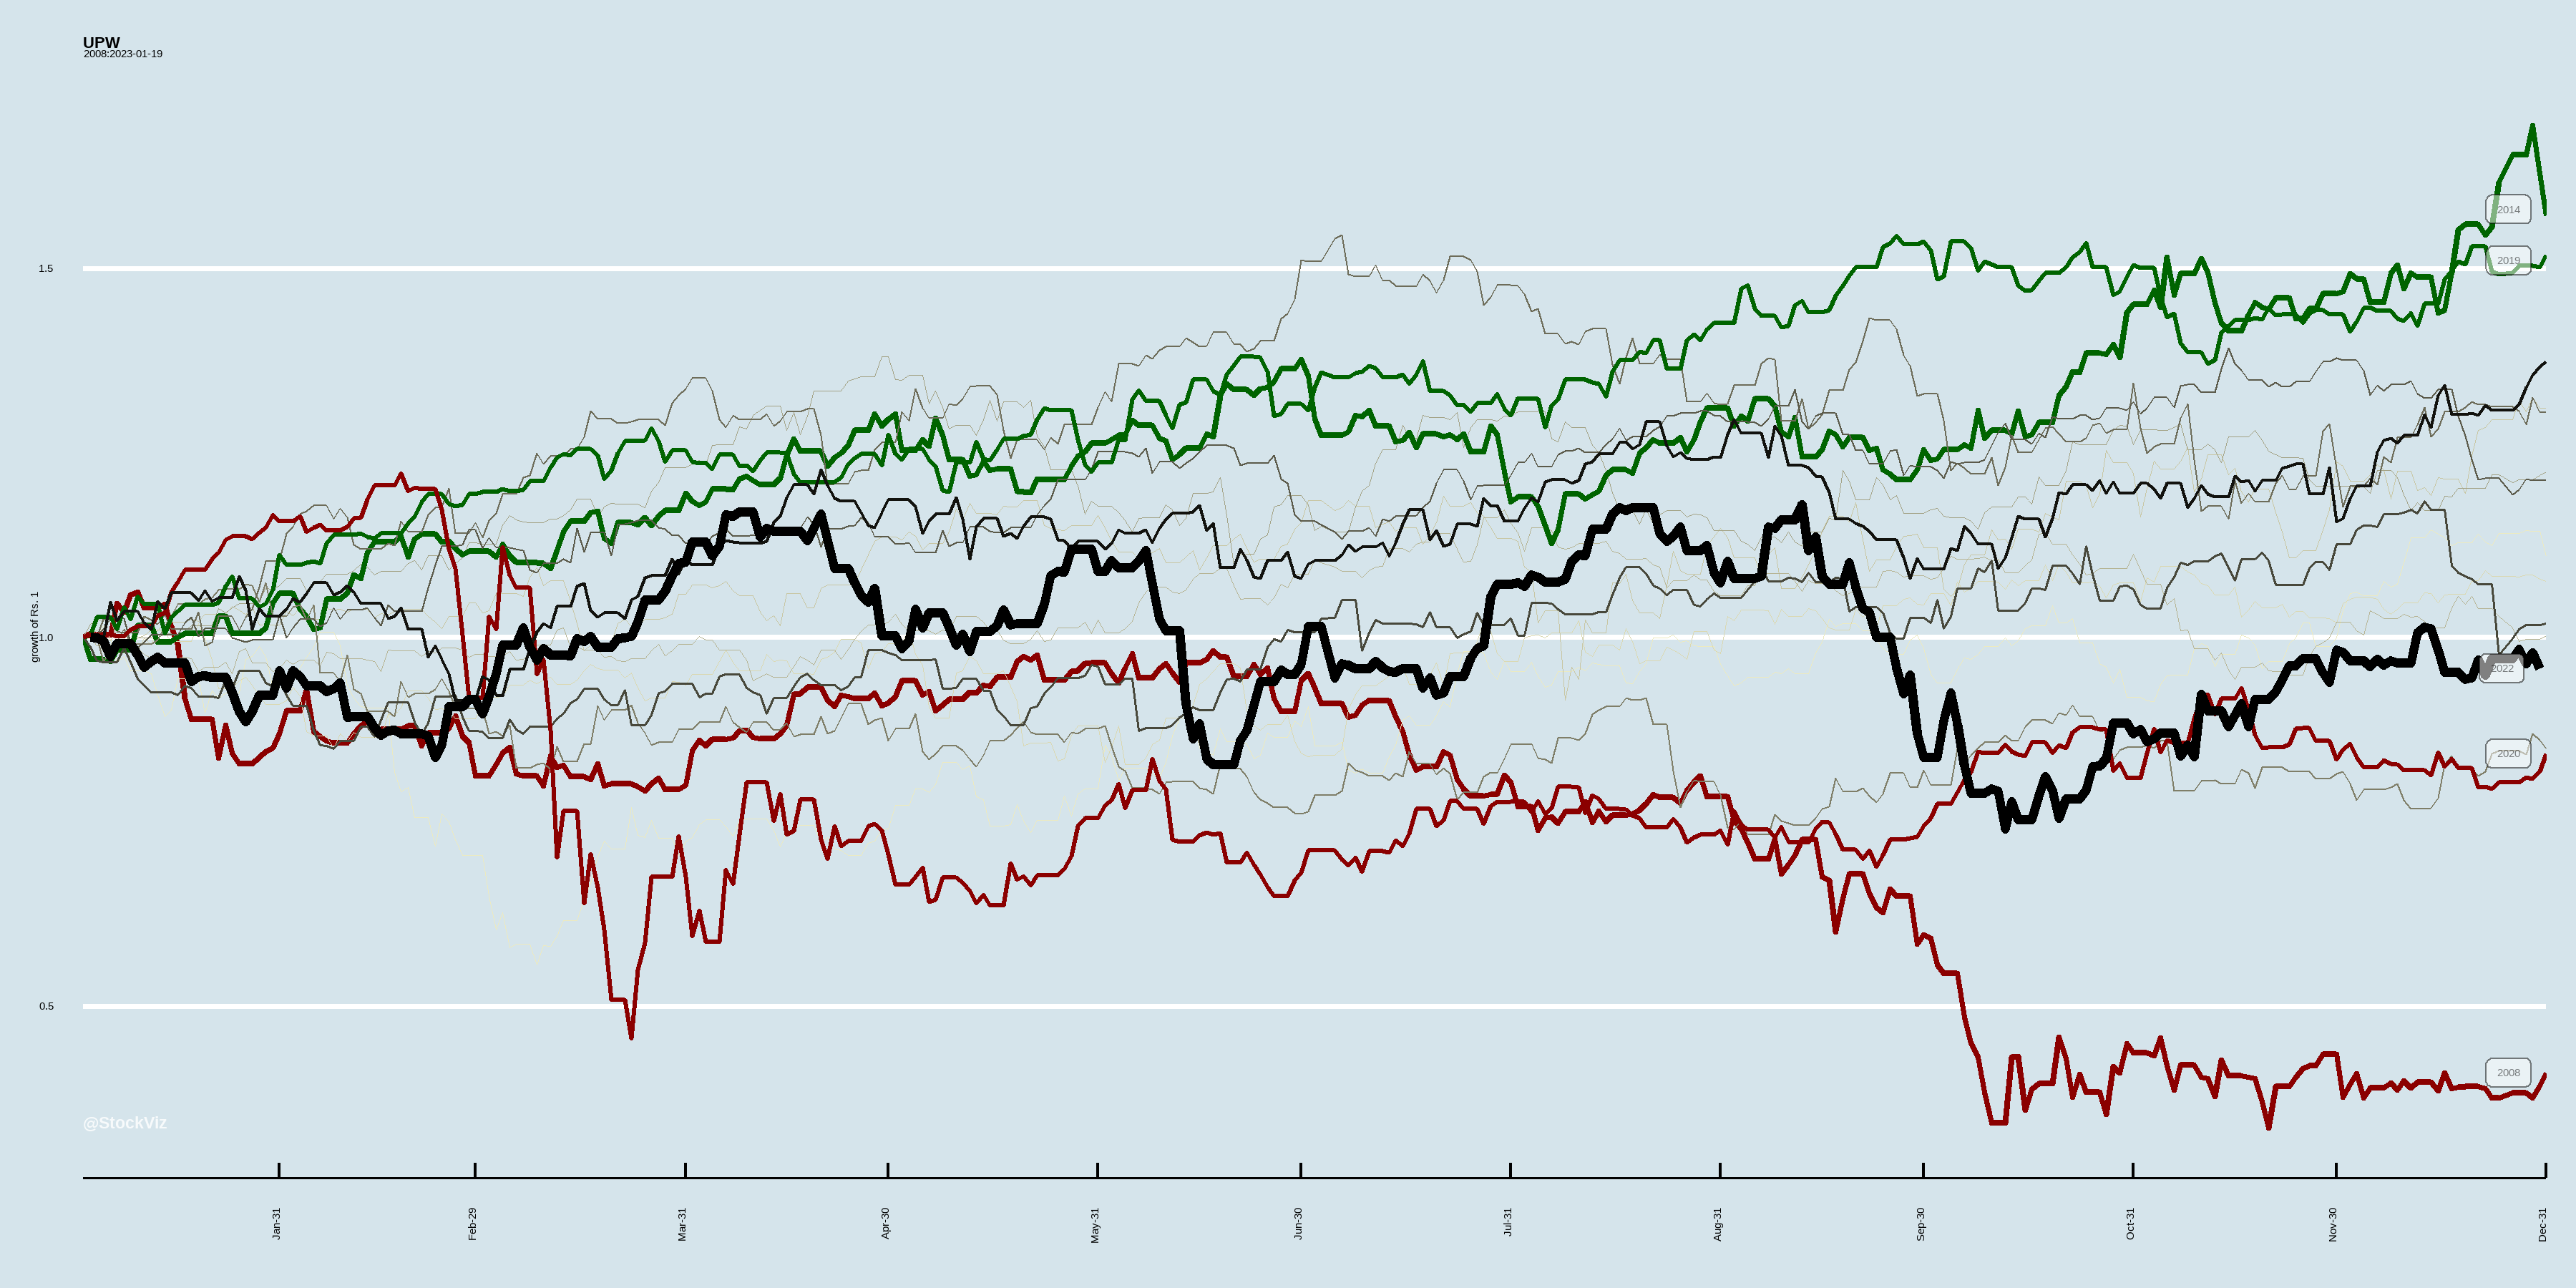 UPW
2008:2023-01-19
2014
1.5
2019
growth of Rs. 1
1.0
2022
2020
0.5
2008
@StockViz
Jan-31
Feb-29
Mar-31
Apr-30
May-31
Jun-30
Jul-31
Aug-31
Sep-30
Oct-31
Nov-30
Dec-31